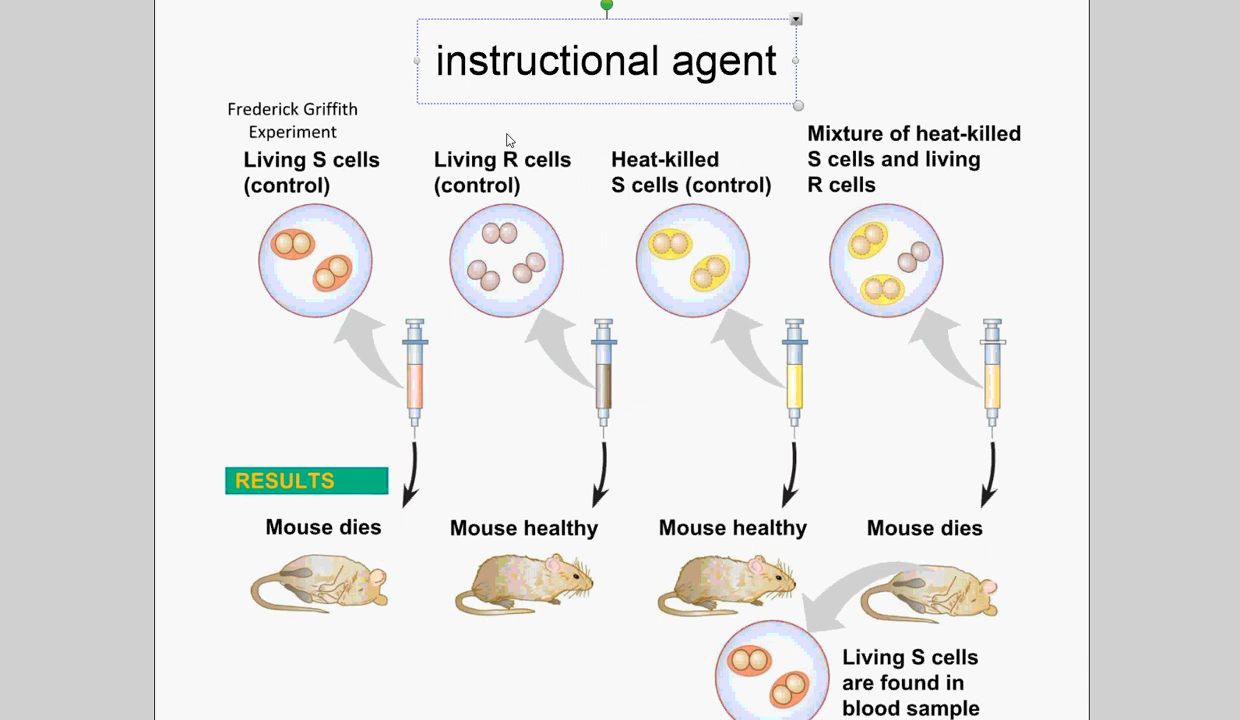 instructional agent
Frederick Griffith
Experiment
Living S cells
(control)
Living R cells
(control)
Heat-killed
S cells (control)
Mixture of heat-killed
S cells and living
R cells
RESULTS
Mouse dies
Mouse healthy
Mouse healthy
Mouse dies
Living S cells
are found in
blood sample